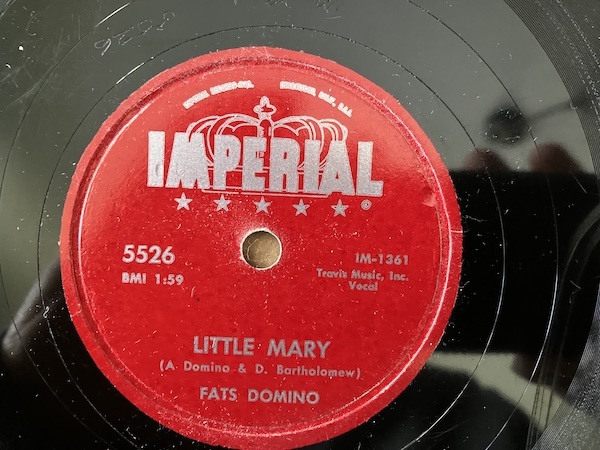 IMPERIAL
5526
BMI 1:59
IM-1361
Travis Music, Inc.
Vocal
LITTLE MARY
(A. Domino & D. Bartholomew)
FATS DOMINO